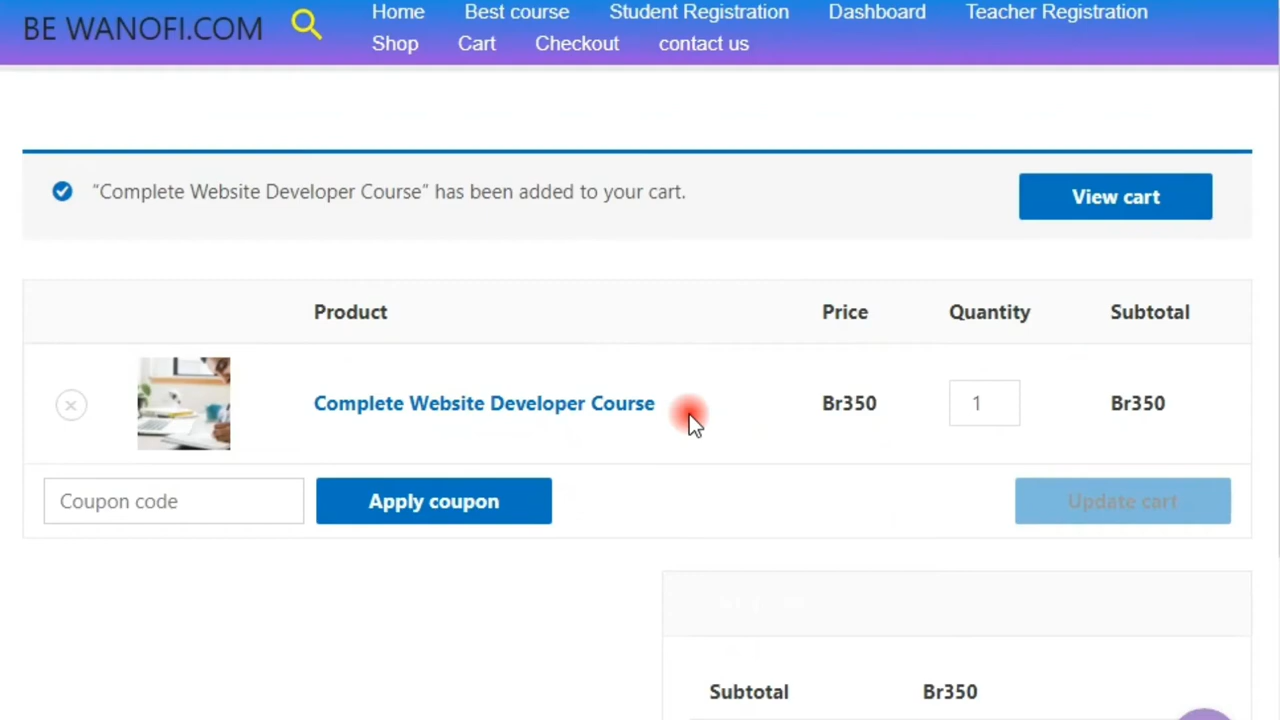 BE WANOFI.COM
Home Best course Student Registration Dashboard Teacher Registration
Shop Cart Checkout contact us
“Complete Website Developer Course” has been added to your cart.
View cart
Product Price Quantity Subtotal
Complete Website Developer Course Br350 1 Br350
Coupon code Apply coupon Update cart
Subtotal Br350